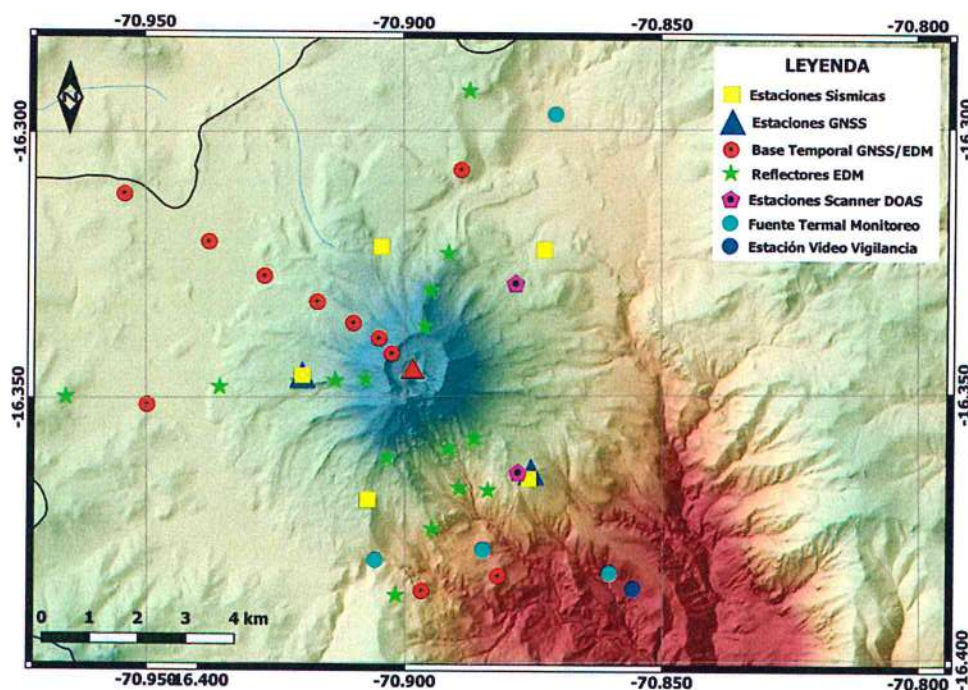 -70.950 -70.900 -70.850 -70.800
LEYENDA
Estaciones Sísmicas
Estaciones GNSS
Base Temporal GNSS/EDM
Reflectores EDM
Estaciones Scanner DOAS
Fuente Termal Monitoreo
Estación Video Vigilancia
N
-16.300 -16.300
-16.350 -16.350
0 1 2 3 4 km
-16.400
-70.950 16.400 -70.900 -70.850 -70.800